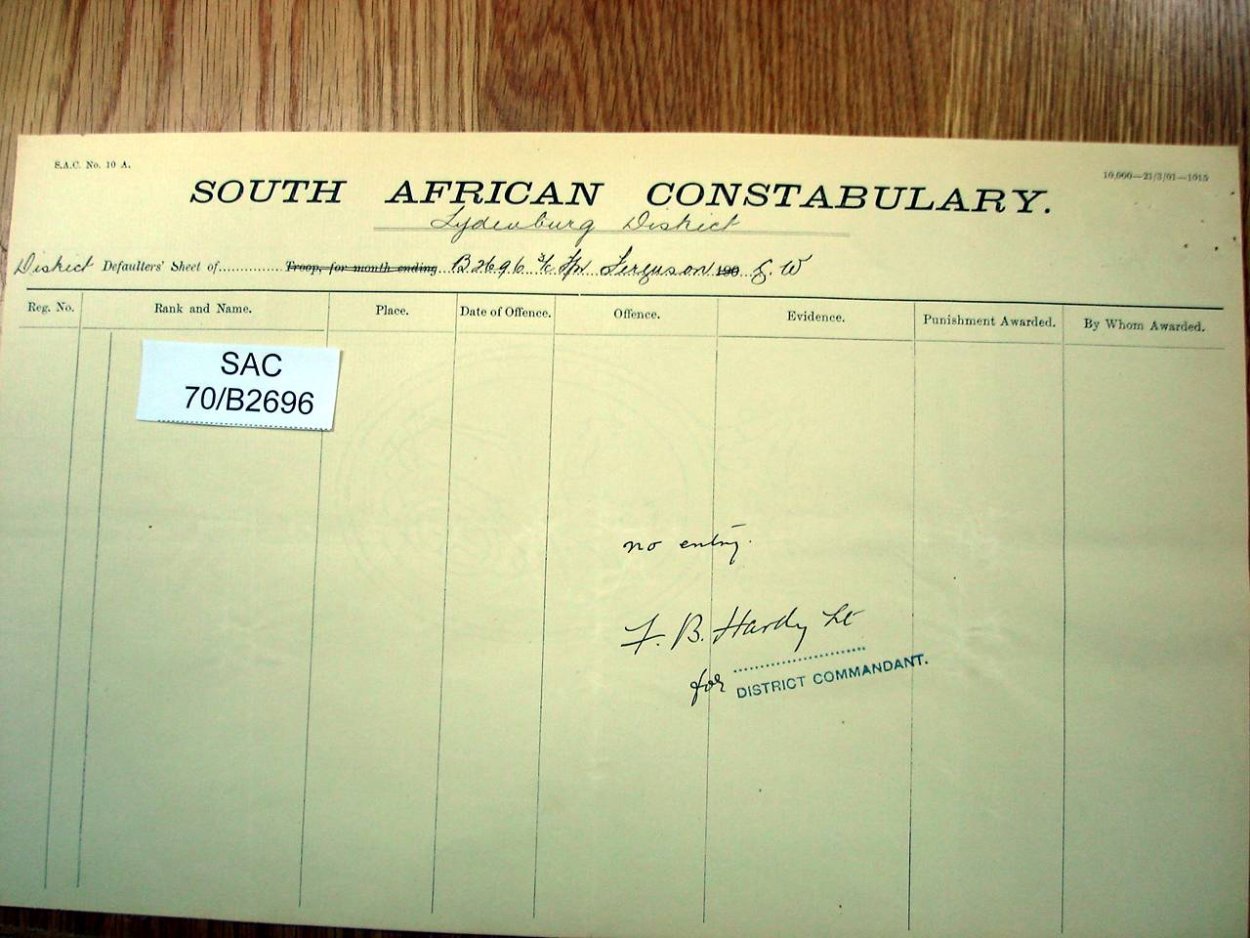 S.A.C. No. 10 A.
10,000—21/3/01—1015
SOUTH AFRICAN CONSTABULARY.
Lydenburg District
District Defaulters' Sheet of Troop, for month ending B2696 3/c Tpr Ferguson 190 G. W
Reg. No. Rank and Name. Place. Date of Offence. Offence. Evidence. Punishment Awarded. By Whom Awarded.
SAC
70/B2696
no entry.
F. B. Hardy Lt
for DISTRICT COMMANDANT.